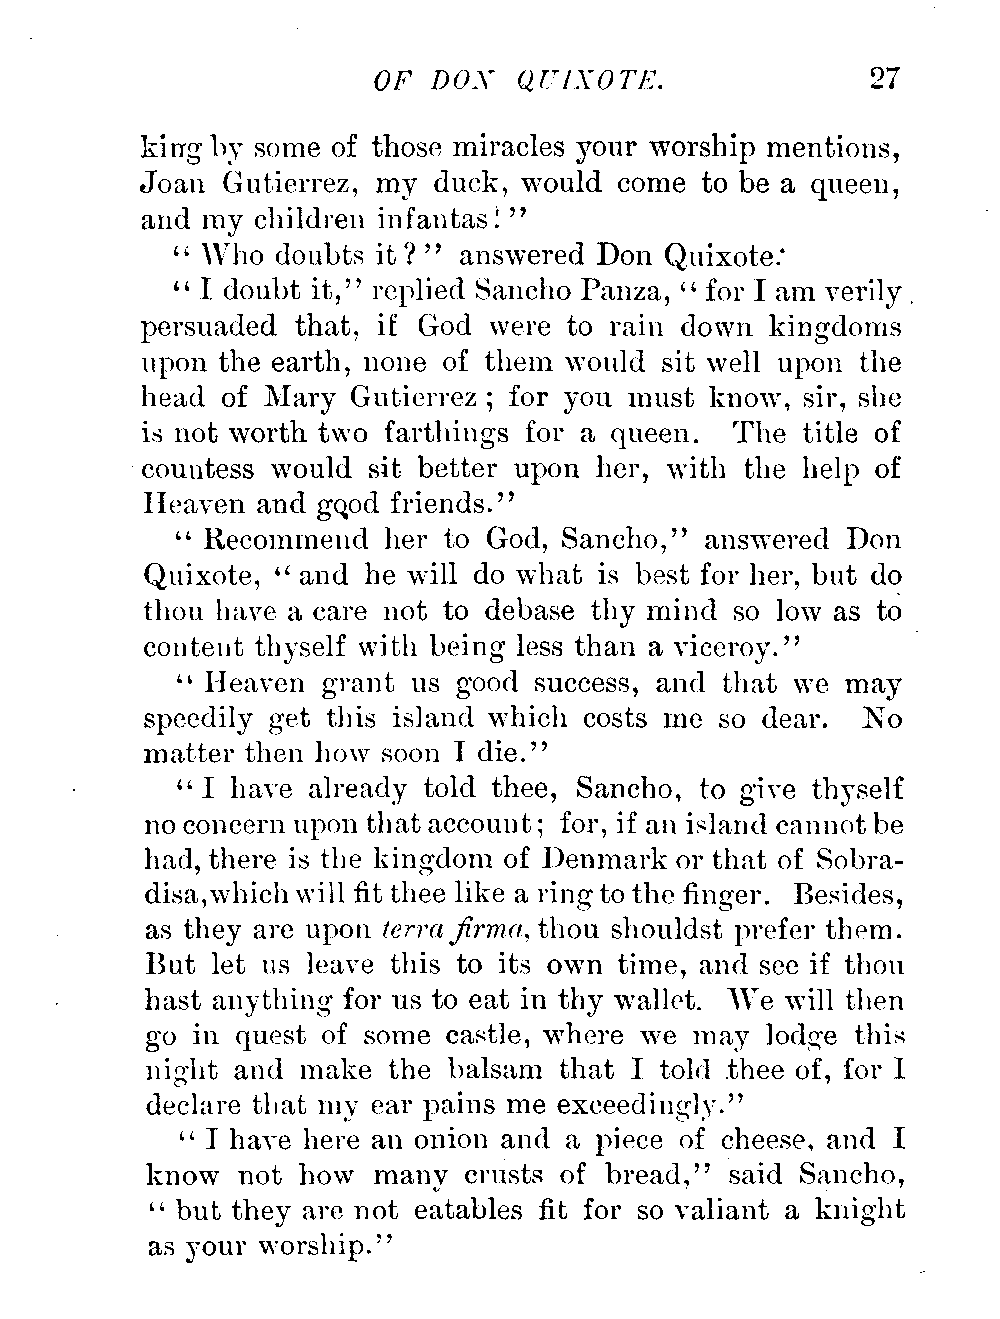 OF DON QUIXOTE. 27
king by some of those miracles your worship mentions,
Joan Gutierrez, my duck, would come to be a queen,
and my children infantas!"
"Who doubts it?" answered Don Quixote.
"I doubt it," replied Sancho Panza, "for I am verily
persuaded that, if God were to rain down kingdoms
upon the earth, none of them would sit well upon the
head of Mary Gutierrez; for you must know, sir, she
is not worth two farthings for a queen. The title of
countess would sit better upon her, with the help of
Heaven and good friends."
"Recommend her to God, Sancho," answered Don
Quixote, "and he will do what is best for her, but do
thou have a care not to debase thy mind so low as to
content thyself with being less than a viceroy."
"Heaven grant us good success, and that we may
speedily get this island which costs me so dear. No
matter then how soon I die."
"I have already told thee, Sancho, to give thyself
no concern upon that account; for, if an island cannot be
had, there is the kingdom of Denmark or that of Sobra-
disa, which will fit thee like a ring to the finger. Besides,
as they are upon terra firma, thou shouldst prefer them.
But let us leave this to its own time, and see if thou
hast anything for us to eat in thy wallet. We will then
go in quest of some castle, where we may lodge this
night and make the balsam that I told thee of, for I
declare that my ear pains me exceedingly."
"I have here an onion and a piece of cheese, and I
know not how many crusts of bread," said Sancho,
"but they are not eatables fit for so valiant a knight
as your worship."